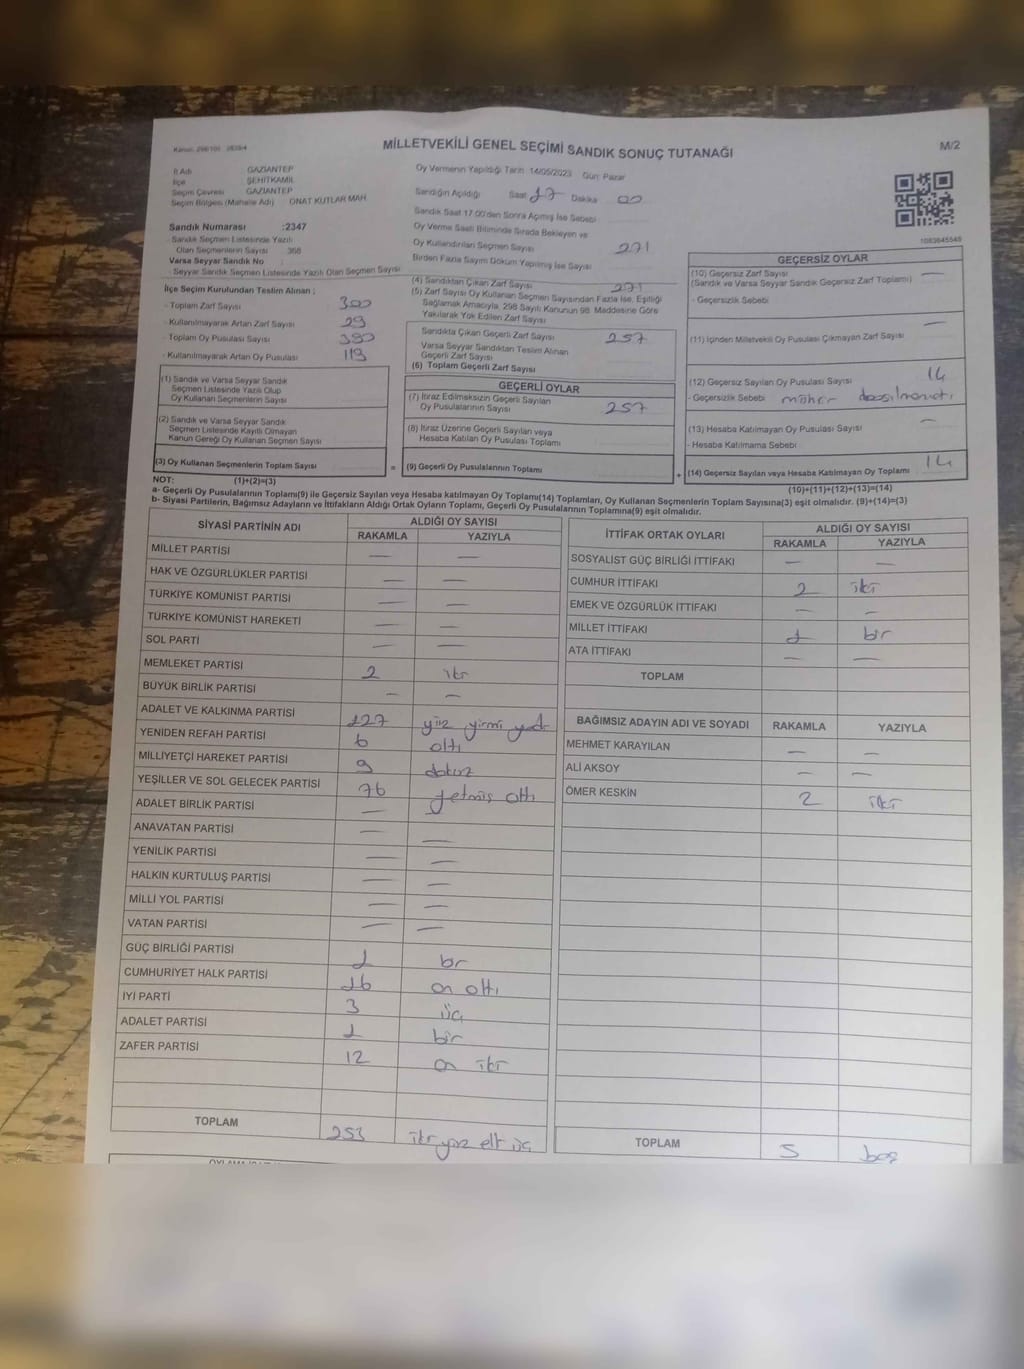 MİLLETVEKİLİ GENEL SEÇİMİ SANDIK SONUÇ TUTANAĞI
M/2
İl Adı GAZİANTEP
İlçe ŞEHİTKAMİL
Seçim Çevresi GAZİANTEP
Seçim Bölgesi (Mahalle Adı) ONAT KUTLAR MAH
Oy Vermenin Yapıldığı Tarih 14/05/2023 Gün: Pazar
Sandığın Açıldığı Saat 17 Dakika 00
Sandık Saat 17.00'den Sonra Açılmış İse Sebebi
Oy Verme Saati Bitiminde Sırada Bekleyen ve
Oy Kullandırılan Seçmen Sayısı 271
Birden Fazla Sayım Döküm Yapılmış İse Sayısı
1083645548
Sandık Numarası :2347
- Sandık Seçmen Listesinde Yazılı
Olan Seçmenlerin Sayısı 368
Varsa Seyyar Sandık No
- Seyyar Sandık Seçmen Listesinde Yazılı Olan Seçmen Sayısı
İlçe Seçim Kurulundan Teslim Alınan ;
- Toplam Zarf Sayısı 300
- Kullanılmayarak Artan Zarf Sayısı 29
- Toplam Oy Pusulası Sayısı 390
- Kullanılmayarak Artan Oy Pusulası 119
(4) Sandıktan Çıkan Zarf Sayısı 271
(5) Zarf Sayısı Oy Kullanan Seçmen Sayısından Fazla İse, Eşitliği
Sağlamak Amacıyla, 298 Sayılı Kanunun 98. Maddesine Göre
Yakılarak Yok Edilen Zarf Sayısı
Sandıkta Çıkan Geçerli Zarf Sayısı 257
Varsa Seyyar Sandıktan Teslim Alınan
Geçerli Zarf Sayısı
(6) Toplam Geçerli Zarf Sayısı
GEÇERSİZ OYLAR
(10) Geçersiz Zarf Sayısı —
(Sandık ve Varsa Seyyar Sandık Geçersiz Zarf Toplamı)
- Geçersizlik Sebebi
(11) İçinden Milletvekili Oy Pusulası Çıkmayan Zarf Sayısı —
(12) Geçersiz Sayılan Oy Pusulası Sayısı 14
- Geçersizlik Sebebi mühür
(13) Hesaba Katılmayan Oy Pusulası Sayısı —
- Hesaba Katılmama Sebebi
(14) Geçersiz Sayılan veya Hesaba Katılmayan Oy Toplamı 14
(10)+(11)+(12)+(13)=(14)
(1) Sandık ve Varsa Seyyar Sandık
Seçmen Listesinde Yazılı Olup
Oy Kullanan Seçmenlerin Sayısı
(2) Sandık ve Varsa Seyyar Sandık
Seçmen Listesinde Kayıtlı Olmayan
Kanun Gereği Oy Kullanan Seçmen Sayısı
(3) Oy Kullanan Seçmenlerin Toplam Sayısı
=
GEÇERLİ OYLAR
(7) İtiraz Edilmeksizin Geçerli Sayılan
Oy Pusulalarının Sayısı 257
(8) İtiraz Üzerine Geçerli Sayılan veya
Hesaba Katılan Oy Pusulası Toplamı
(9) Geçerli Oy Pusulalarının Toplamı
+
NOT: (1)+(2)=(3)
a- Geçerli Oy Pusulalarının Toplamı(9) ile Geçersiz Sayılan veya Hesaba katılmayan Oy Toplamı(14) Toplamları, Oy Kullanan Seçmenlerin Toplam Sayısına(3) eşit olmalıdır. (9)+(14)=(3)
b- Siyasi Partilerin, Bağımsız Adayların ve İttifakların Aldığı Ortak Oyların Toplamı, Geçerli Oy Pusulalarının Toplamına(9) eşit olmalıdır.
SİYASİ PARTİNİN ADI ALDIĞI OY SAYISI
RAKAMLA YAZIYLA
MİLLET PARTİSİ — —
HAK VE ÖZGÜRLÜKLER PARTİSİ — —
TÜRKİYE KOMÜNİST PARTİSİ — —
TÜRKİYE KOMÜNİST HAREKETİ — —
SOL PARTİ — —
MEMLEKET PARTİSİ 2 iki
BÜYÜK BİRLİK PARTİSİ — —
ADALET VE KALKINMA PARTİSİ 127 yüz yirmi yedi
YENİDEN REFAH PARTİSİ 6 altı
MİLLİYETÇİ HAREKET PARTİSİ 9 dokuz
YEŞİLLER VE SOL GELECEK PARTİSİ 76 yetmiş altı
ADALET BİRLİK PARTİSİ —
ANAVATAN PARTİSİ — —
YENİLİK PARTİSİ — —
HALKIN KURTULUŞ PARTİSİ — —
MİLLİ YOL PARTİSİ — —
VATAN PARTİSİ — —
GÜÇ BİRLİĞİ PARTİSİ 1 bir
CUMHURİYET HALK PARTİSİ 16 on altı
İYİ PARTİ 3 üç
ADALET PARTİSİ 1 bir
ZAFER PARTİSİ 12 on iki
TOPLAM 253 iki yüz elli üç
İTTİFAK ORTAK OYLARI ALDIĞI OY SAYISI
RAKAMLA YAZIYLA
SOSYALİST GÜÇ BİRLİĞİ İTTİFAKI — —
CUMHUR İTTİFAKI 2 iki
EMEK VE ÖZGÜRLÜK İTTİFAKI — —
MİLLET İTTİFAKI 1 bir
ATA İTTİFAKI — —
TOPLAM
BAĞIMSIZ ADAYIN ADI VE SOYADI RAKAMLA YAZIYLA
MEHMET KARAYILAN — —
ALİ AKSOY — —
ÖMER KESKİN 2 iki
TOPLAM 5 beş